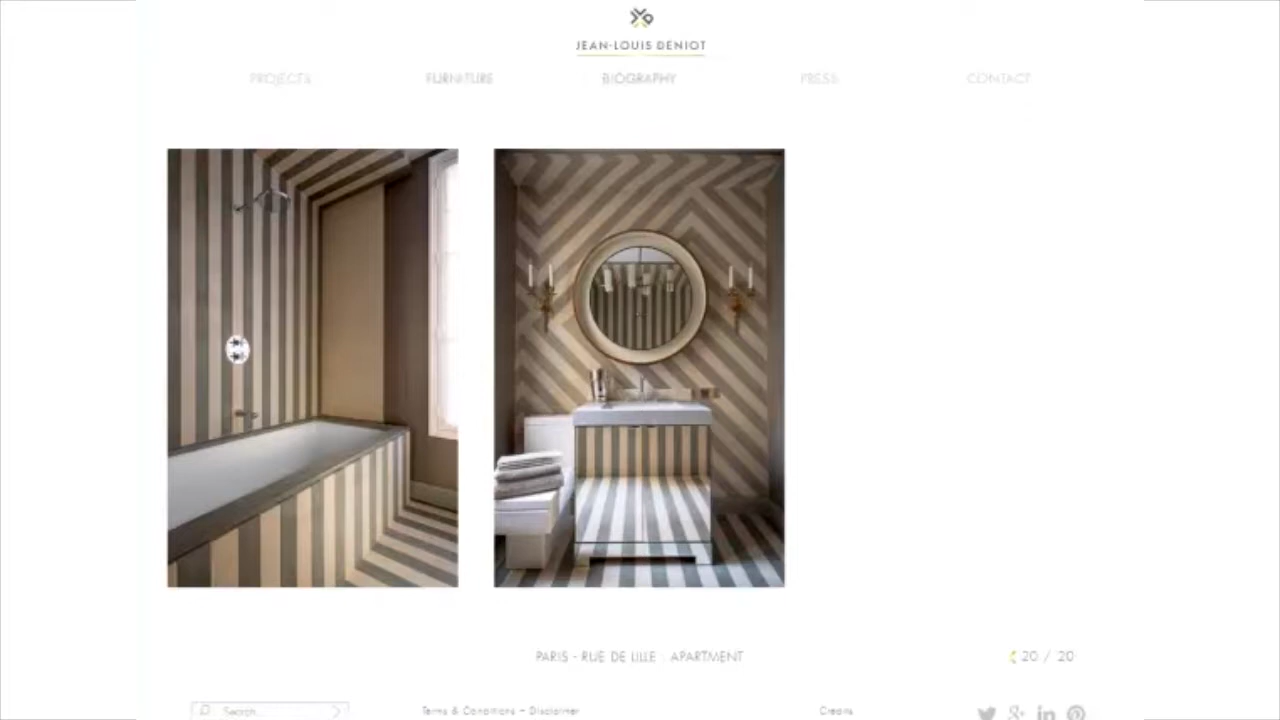 JEAN-LOUIS DENIOT
PROJECTS FURNITURE BIOGRAPHY PRESS CONTACT
PARIS - RUE DE LILLE : APARTMENT
20 / 20
Search...
Terms & Conditions - Disclaimer
Credits